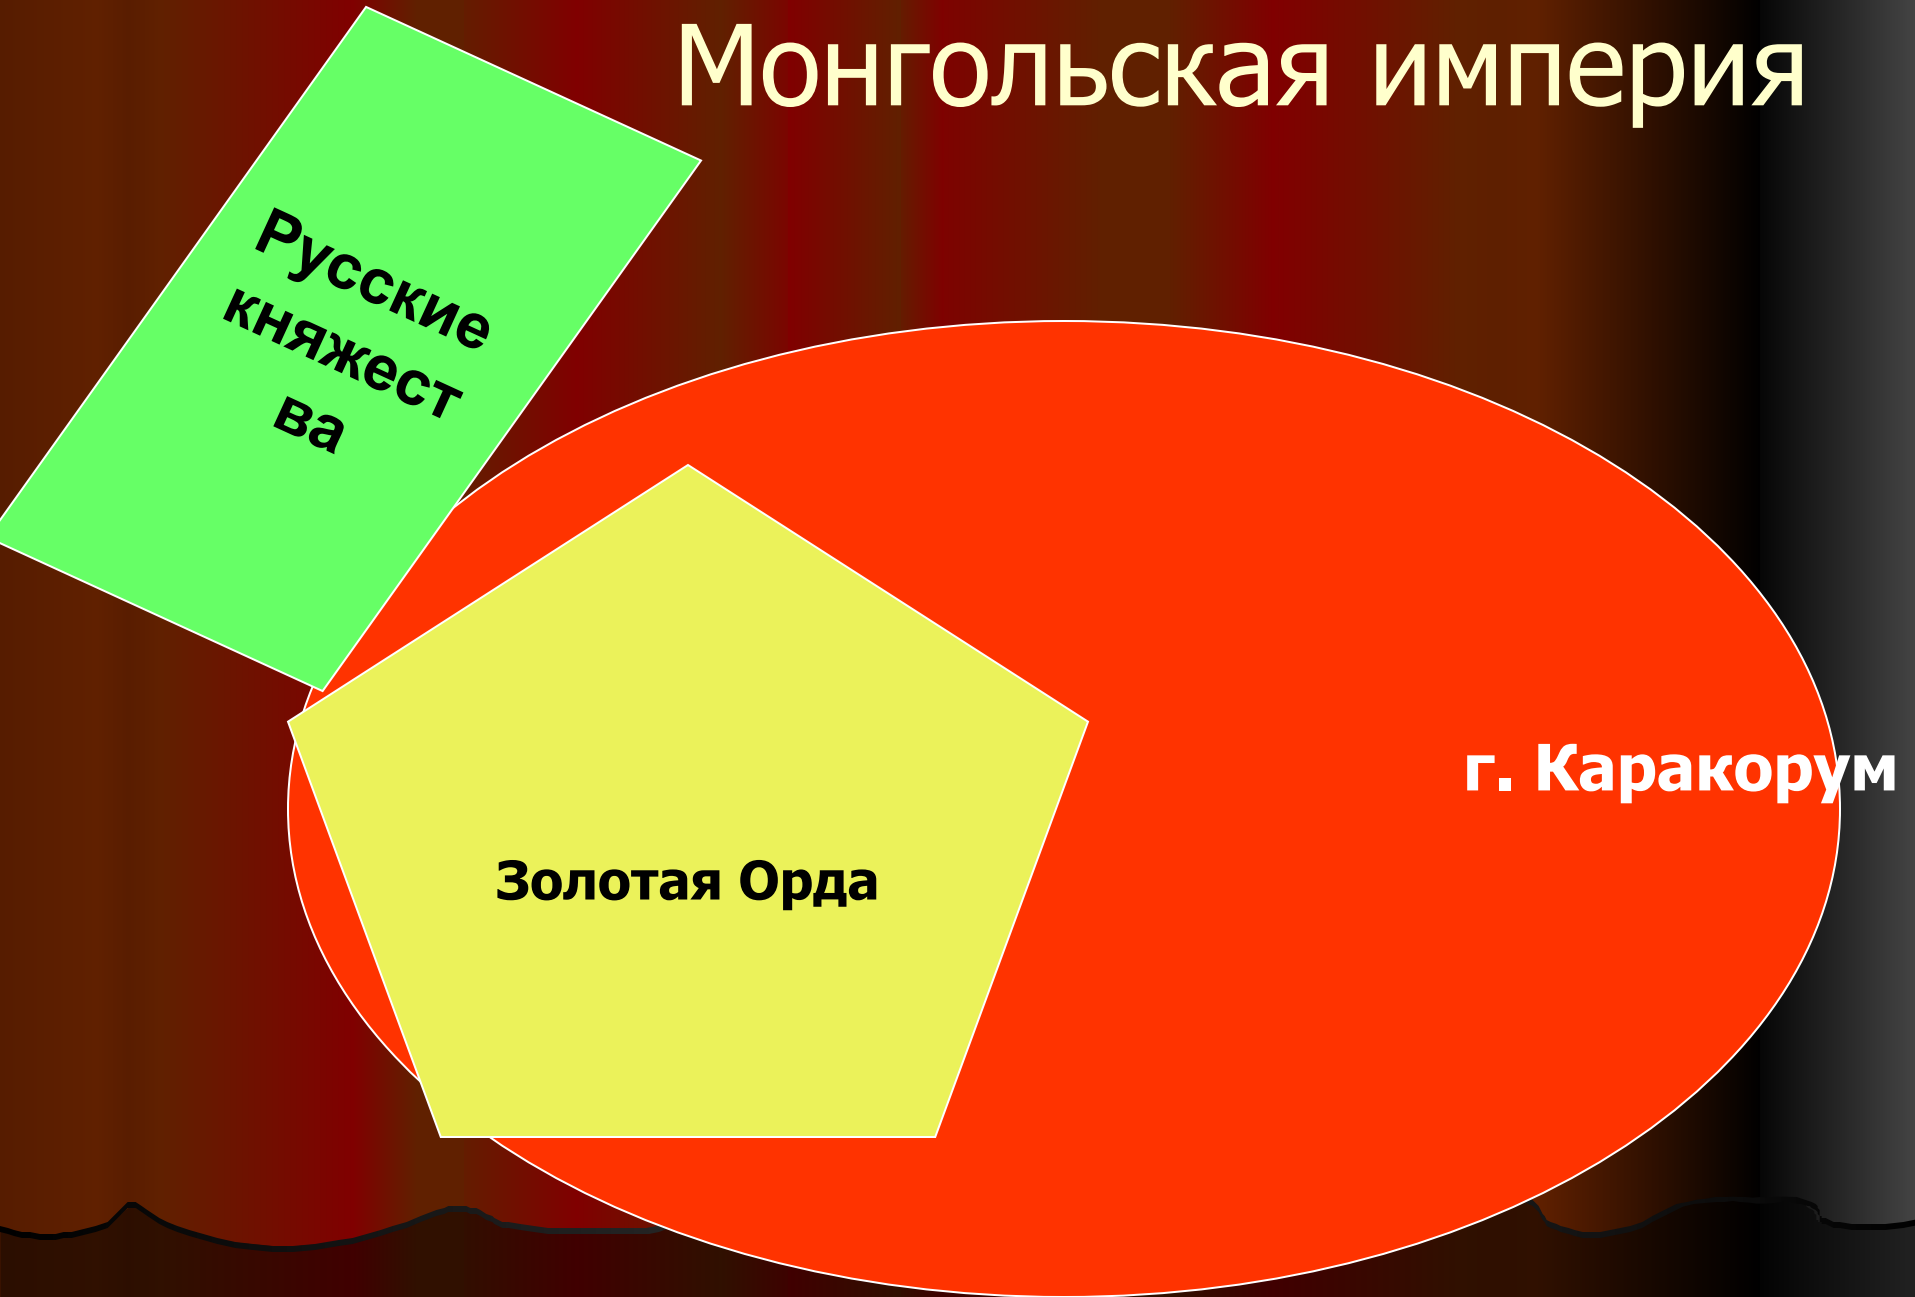 Монгольская империя
Русские
княжест
ва
г. Каракорум
Золотая Орда